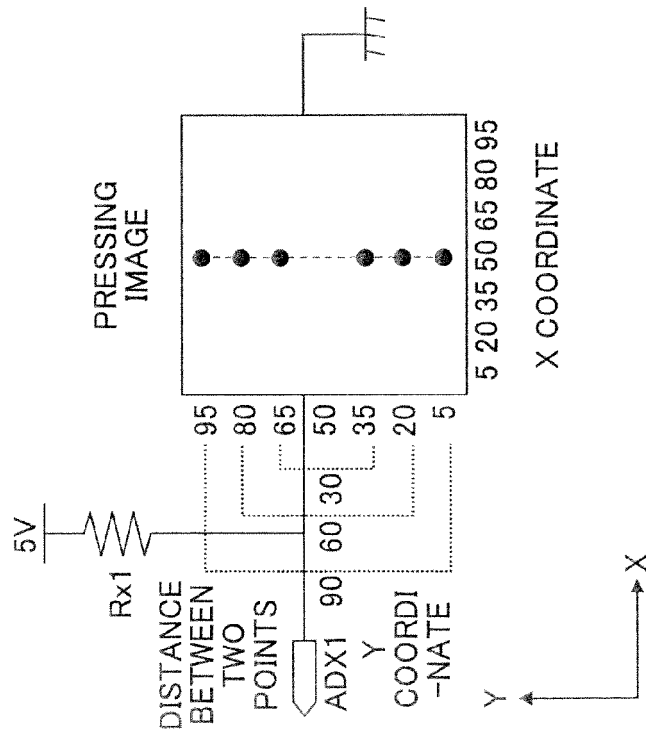 PRESSING
IMAGE
5V
Rx1
DISTANCE
BETWEEN
TWO
POINTS
ADX1
90 60 30
95
80
65
50
35
20
5
Y
COORDI
-NATE
5 20 35 50 65 80 95
X COORDINATE
Y
X